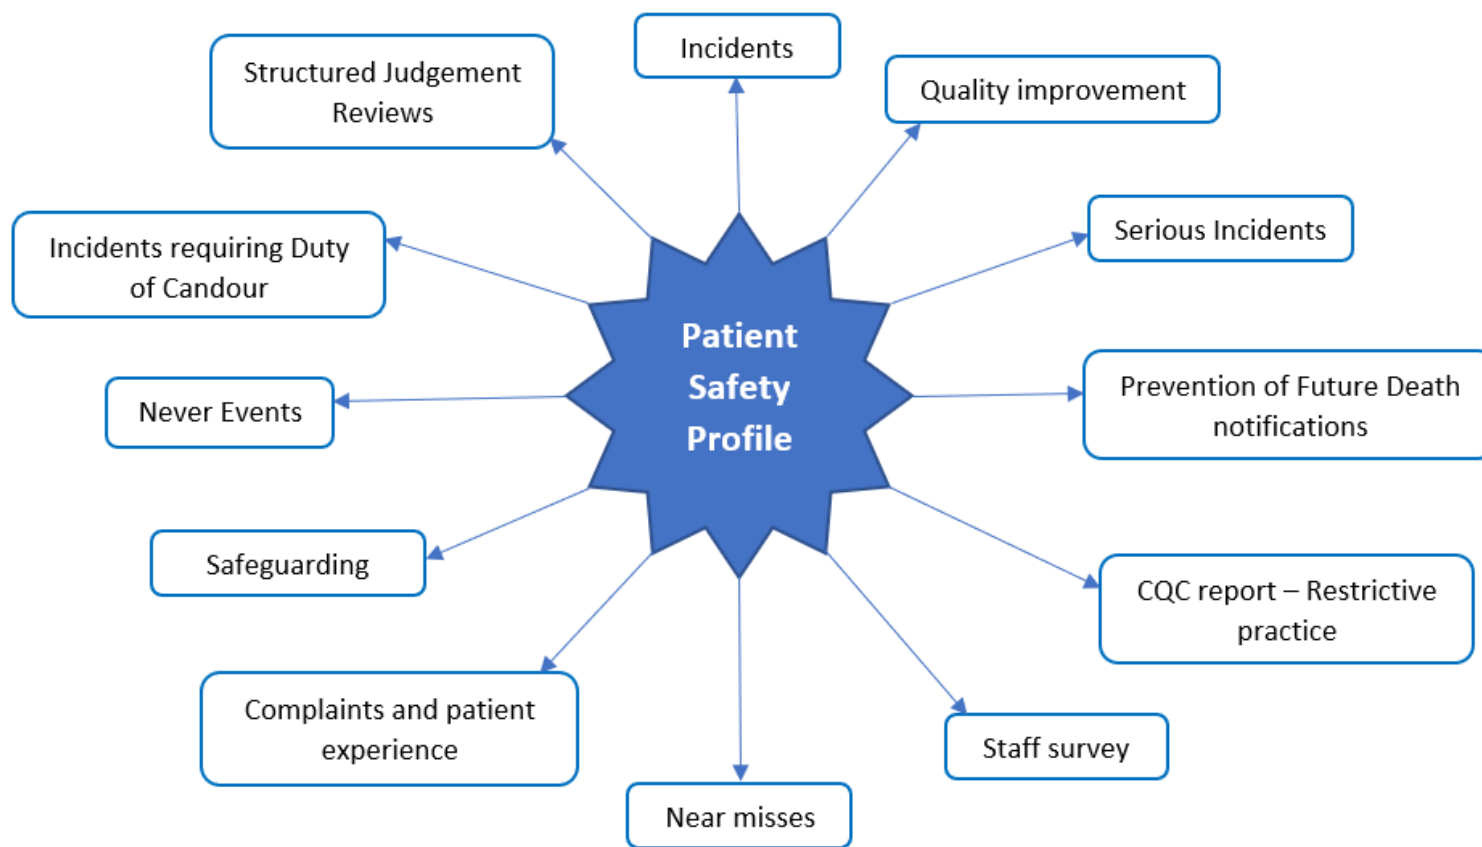 Incidents
Structured Judgement
Reviews
Quality improvement
Serious Incidents
Incidents requiring Duty
of Candour
Patient
Safety
Profile
Prevention of Future Death
notifications
Never Events
Safeguarding
CQC report – Restrictive
practice
Complaints and patient
experience
Staff survey
Near misses